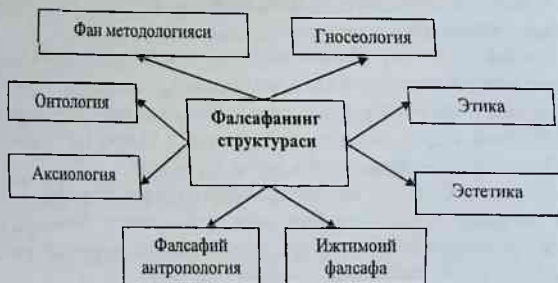 Фан методологияси
Гносеология
Онтология
Фалсафанинг
структураси
Этика
Аксиология
Эстетика
Фалсафий
антропология
Ижтимоий
фалсафа